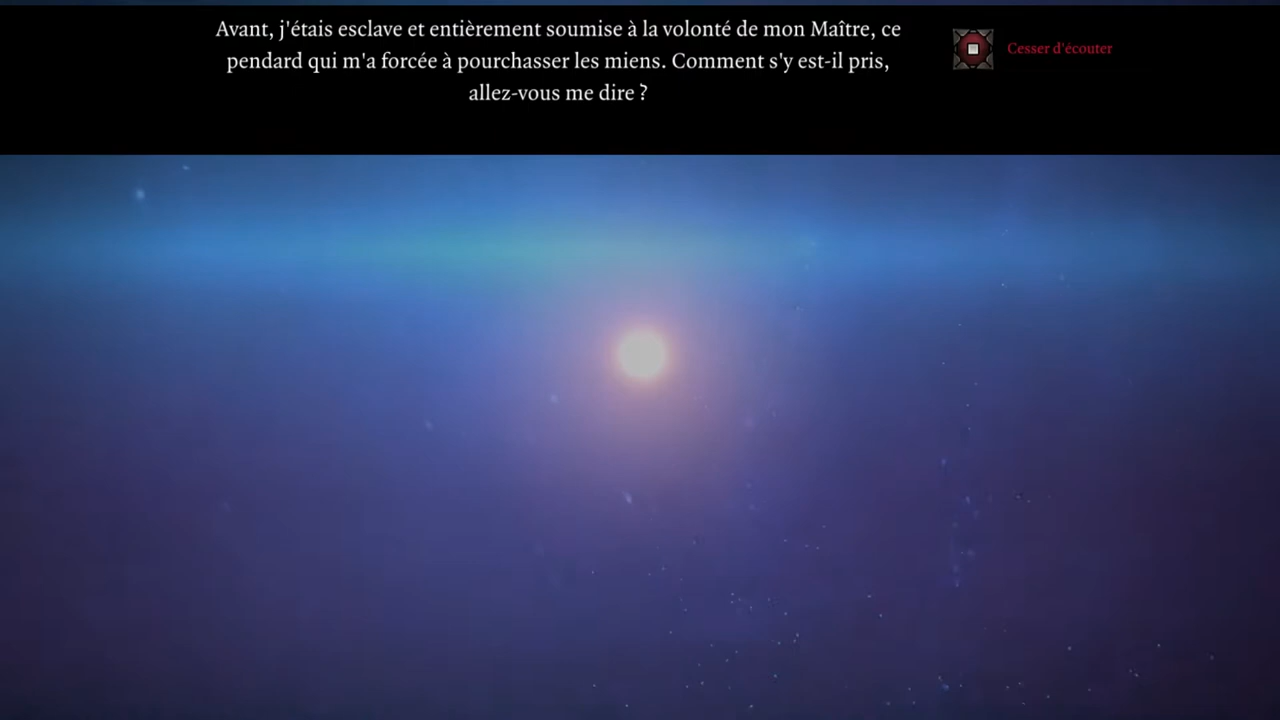 Avant, j'étais esclave et entièrement soumise à la volonté de mon Maître, ce
pendard qui m'a forcée à pourchasser les miens. Comment s'y est-il pris,
allez-vous me dire ?
Cesser d'écouter